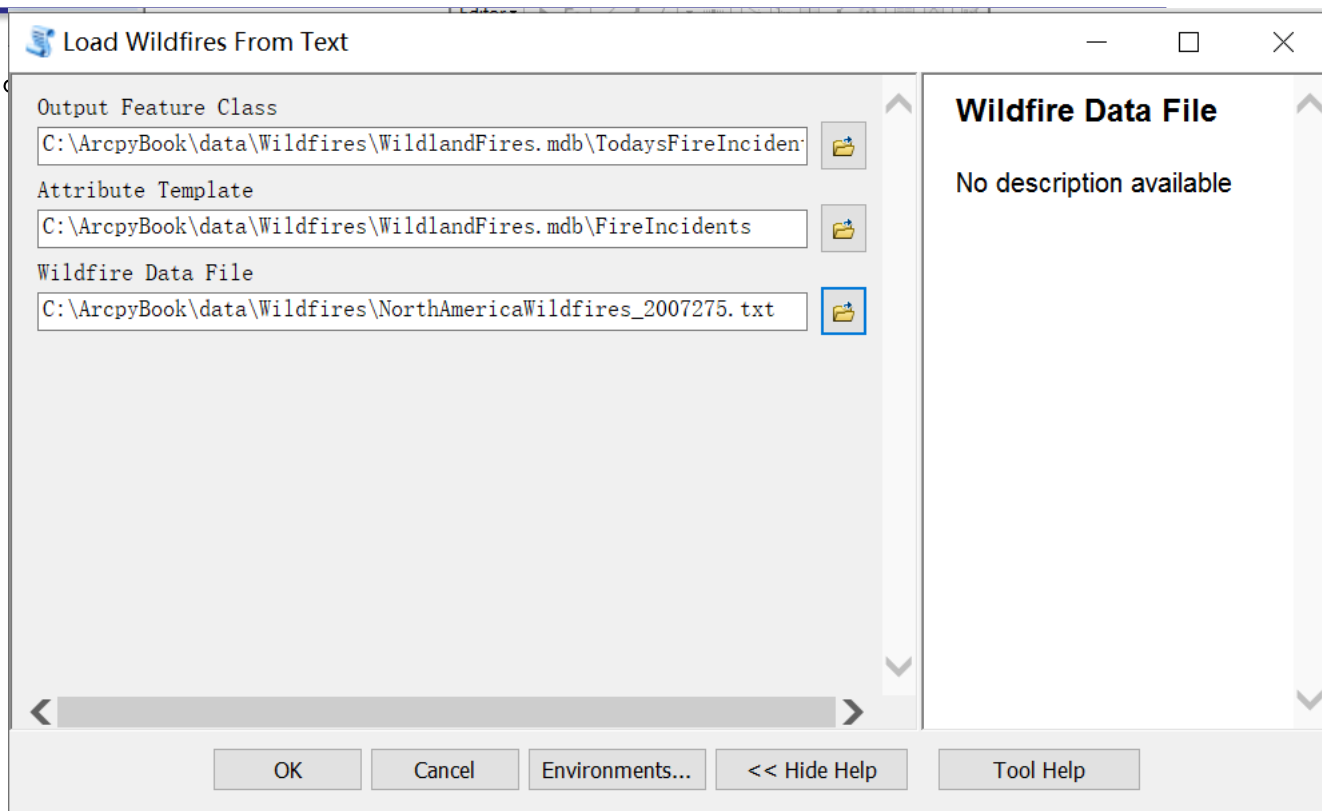 Load Wildfires From Text
Output Feature Class
C:\ArcpyBook\data\Wildfires\WildlandFires.mdb\TodaysFireInciden
Attribute Template
C:\ArcpyBook\data\Wildfires\WildlandFires.mdb\FireIncidents
Wildfire Data File
C:\ArcpyBook\data\Wildfires\NorthAmericaWildfires_2007275.txt
Wildfire Data File
No description available
OK
Cancel
Environments...
<< Hide Help
Tool Help